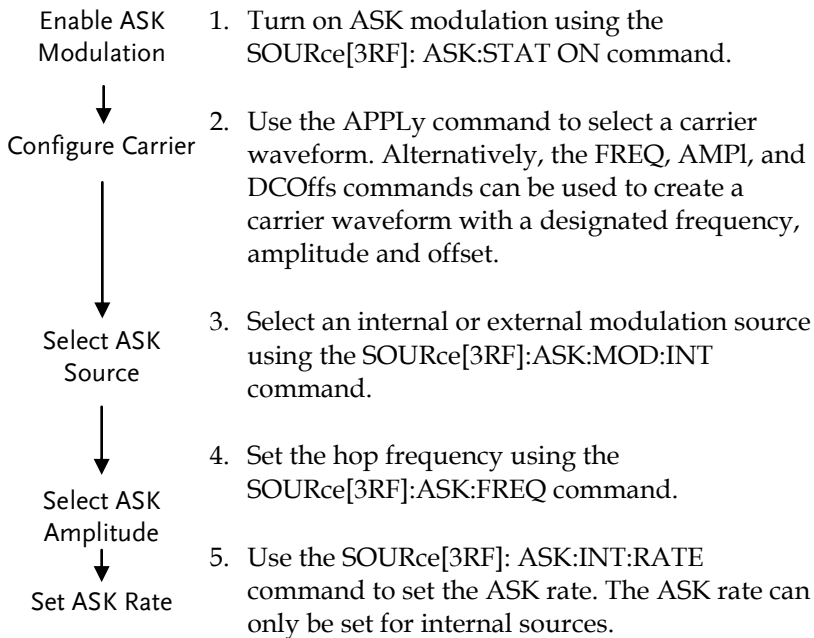 Enable ASK
Modulation
1. Turn on ASK modulation using the
SOURce[3RF]: ASK:STAT ON command.
Configure Carrier
2. Use the APPLy command to select a carrier
waveform. Alternatively, the FREQ, AMPl, and
DCOffs commands can be used to create a
carrier waveform with a designated frequency,
amplitude and offset.
Select ASK
Source
3. Select an internal or external modulation source
using the SOURce[3RF]:ASK:MOD:INT
command.
Select ASK
Amplitude
4. Set the hop frequency using the
SOURce[3RF]:ASK:FREQ command.
Set ASK Rate
5. Use the SOURce[3RF]: ASK:INT:RATE
command to set the ASK rate. The ASK rate can
only be set for internal sources.